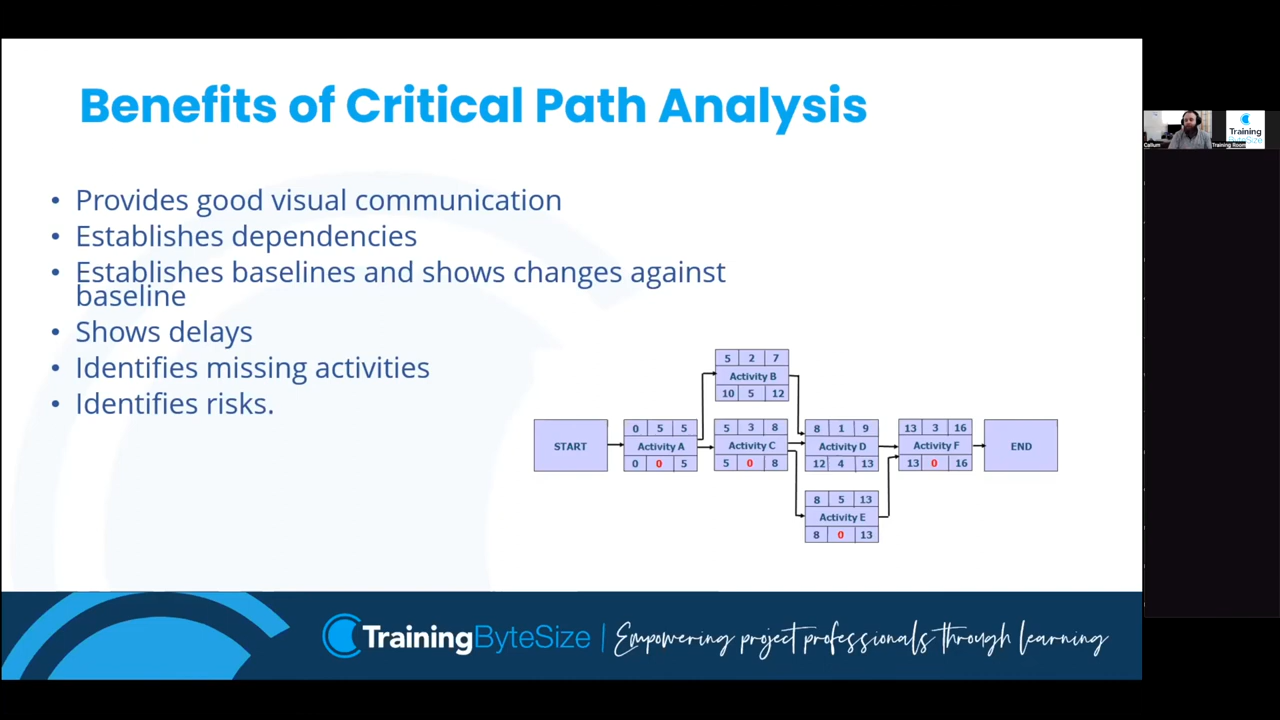 Benefits of Critical Path Analysis
• Provides good visual communication
• Establishes dependencies
• Establishes baselines and shows changes against
baseline
• Shows delays
• Identifies missing activities
• Identifies risks.
5 2 7
Activity B
10 5 12
START
0 5 5
Activity A
0 0 5
5 3 8
Activity C
5 0 8
8 1 9
Activity D
12 4 13
13 3 16
Activity F
13 0 16
END
8 5 13
Activity E
8 0 13
TrainingByteSize | Empowering project professionals through learning
Callum
Training
ByteSize
Training Room